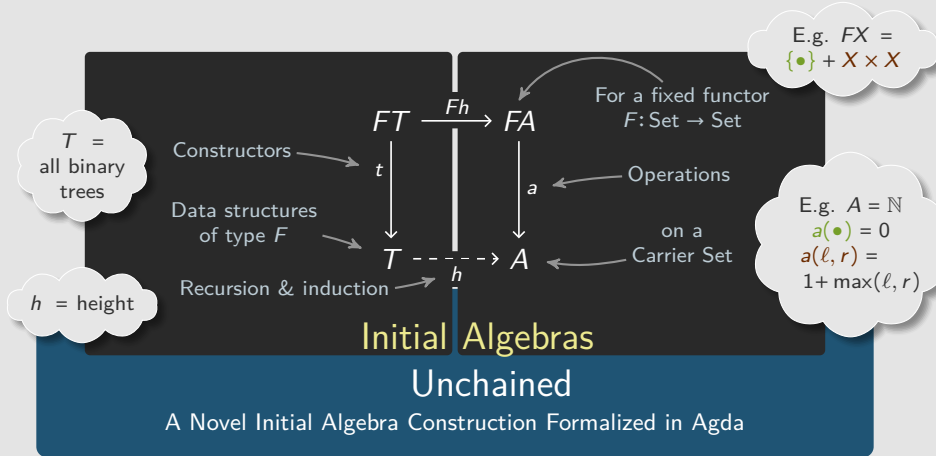 E.g. FX =
{•} + X × X
T =
all binary
trees
Constructors
FT
Fh
FA
For a fixed functor
F: Set → Set
t
a
Operations
Data structures
of type F
T
h
A
on a
Carrier Set
E.g. A = ℕ
a(•) = 0
a(ℓ, r) =
1+ max(ℓ, r)
Recursion & induction
h = height
Initial Algebras
Unchained
A Novel Initial Algebra Construction Formalized in Agda